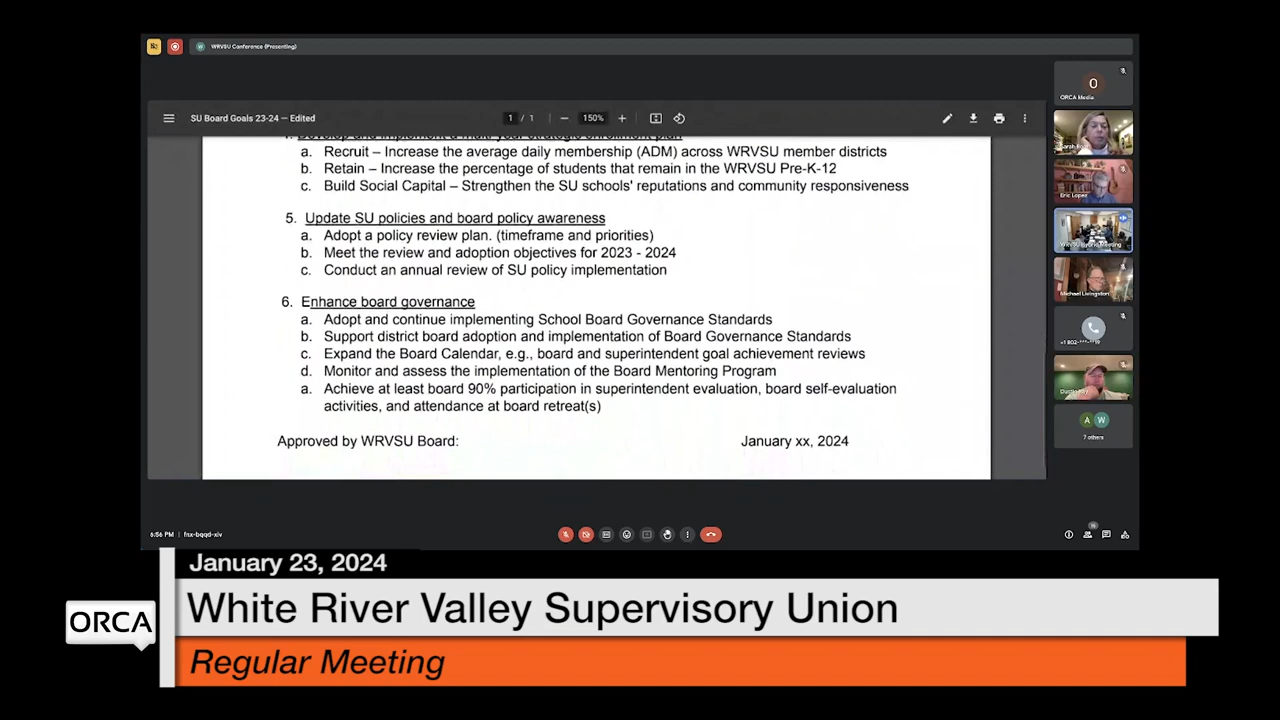 WRVSU Conference (Presenting)
SU Board Goals 23-24 — Edited
1 / 1
150%
a. Recruit – Increase the average daily membership (ADM) across WRVSU member districts
b. Retain – Increase the percentage of students that remain in the WRVSU Pre-K-12
c. Build Social Capital – Strengthen the SU schools' reputations and community responsiveness
5. Update SU policies and board policy awareness
a. Adopt a policy review plan. (timeframe and priorities)
b. Meet the review and adoption objectives for 2023 - 2024
c. Conduct an annual review of SU policy implementation
6. Enhance board governance
a. Adopt and continue implementing School Board Governance Standards
b. Support district board adoption and implementation of Board Governance Standards
c. Expand the Board Calendar, e.g., board and superintendent goal achievement reviews
d. Monitor and assess the implementation of the Board Mentoring Program
a. Achieve at least board 90% participation in superintendent evaluation, board self-evaluation
activities, and attendance at board retreat(s)
Approved by WRVSU Board: January xx, 2024
O
ORCA Media
Sarah Root
Eric Lopez
WRVSU Hybrid Meeting
Michael Livingston
A W
7 others
6:56 PM | fnx-bqqd-xiv
January 23, 2024
ORCA
White River Valley Supervisory Union
Regular Meeting